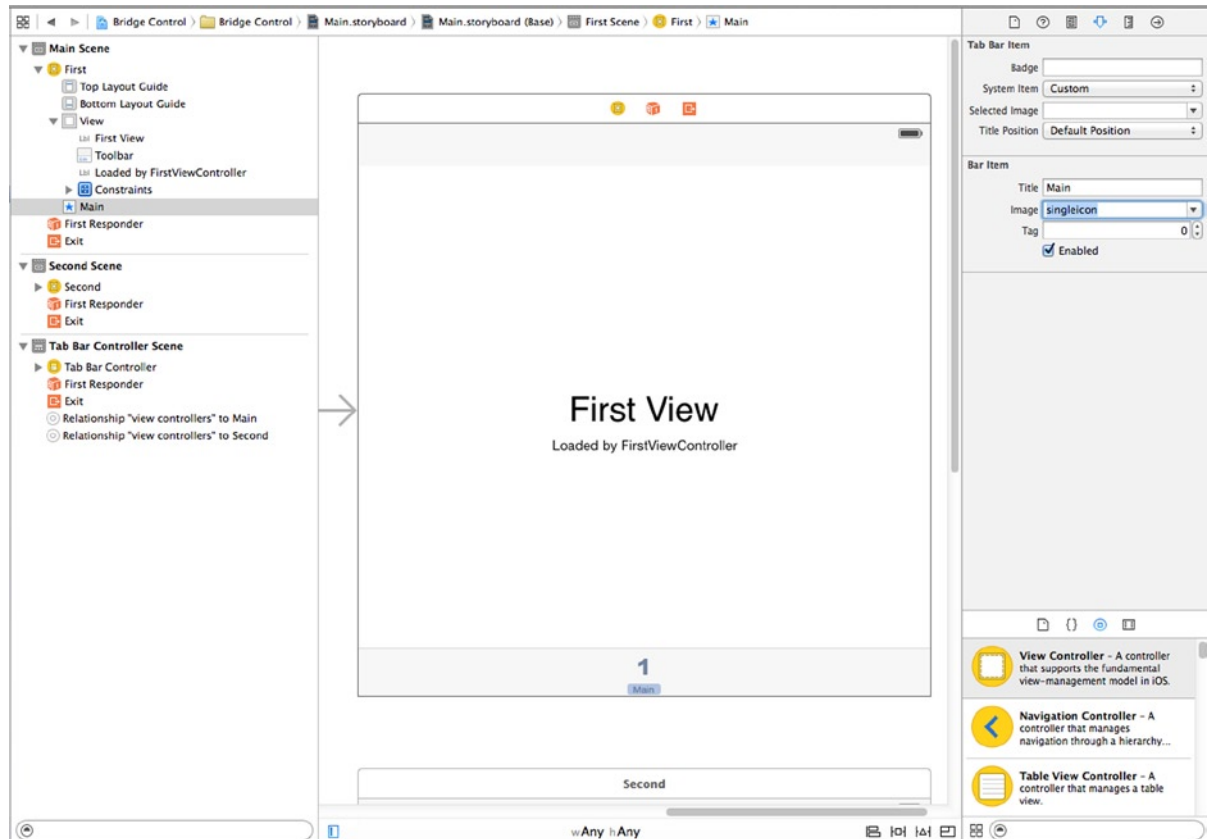 Bridge Control 〉 Bridge Control 〉 Main.storyboard 〉 Main.storyboard (Base) 〉 First Scene 〉 First 〉 Main
Main Scene
First
Top Layout Guide
Bottom Layout Guide
View
Lbl First View
Toolbar
Lbl Loaded by FirstViewController
Constraints
Main
First Responder
Exit
Second Scene
Second
First Responder
Exit
Tab Bar Controller Scene
Tab Bar Controller
First Responder
Exit
Relationship "view controllers" to Main
Relationship "view controllers" to Second
First View
Loaded by FirstViewController
1
Main
Second
wAny hAny
Tab Bar Item
Badge
System Item Custom
Selected Image
Title Position Default Position
Bar Item
Title Main
Image singleicon
Tag 0
Enabled
{}
View Controller - A controller
that supports the fundamental
view-management model in iOS.
Navigation Controller - A
controller that manages
navigation through a hierarchy...
Table View Controller - A
controller that manages a table
view.